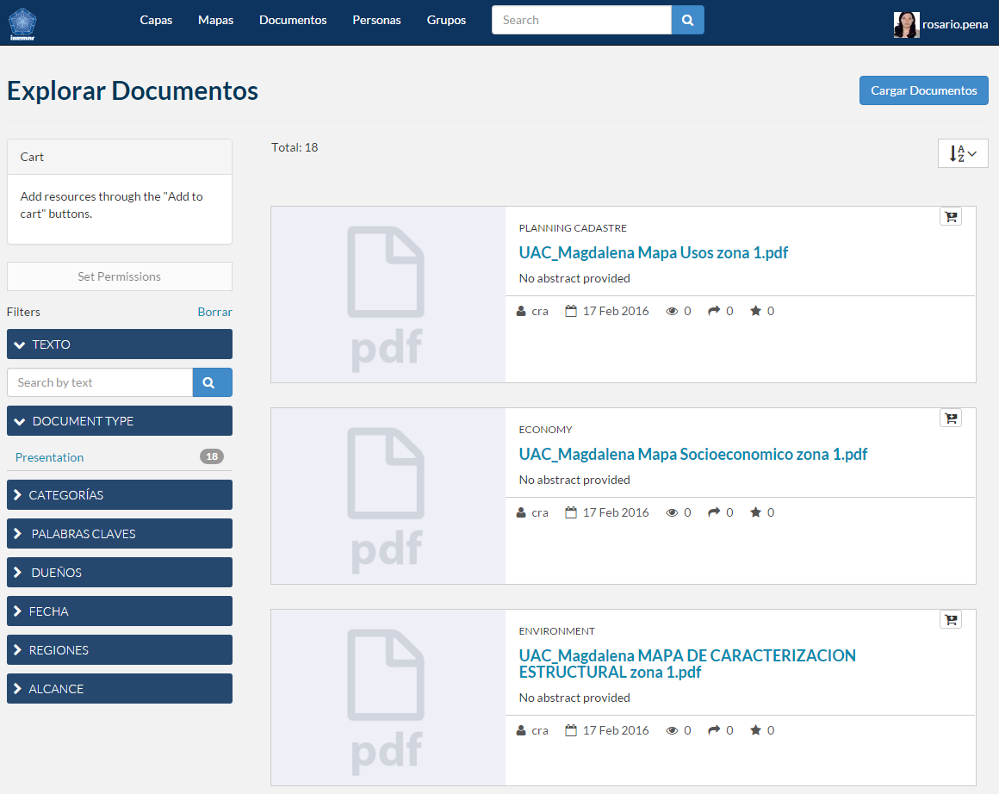 invemar
Capas Mapas Documentos Personas Grupos Search rosario.pena
Explorar Documentos
Cargar Documentos
Cart
Add resources through the "Add to
cart" buttons.
Set Permissions
Filters Borrar
TEXTO
Search by text
DOCUMENT TYPE
Presentation 18
CATEGORÍAS
PALABRAS CLAVES
DUEÑOS
FECHA
REGIONES
ALCANCE
Total: 18
A
Z
pdf
PLANNING CADASTRE
UAC_Magdalena Mapa Usos zona 1.pdf
No abstract provided
cra 17 Feb 2016 0 0 0
pdf
ECONOMY
UAC_Magdalena Mapa Socioeconomico zona 1.pdf
No abstract provided
cra 17 Feb 2016 0 0 0
pdf
ENVIRONMENT
UAC_Magdalena MAPA DE CARACTERIZACION
ESTRUCTURAL zona 1.pdf
No abstract provided
cra 17 Feb 2016 0 0 0